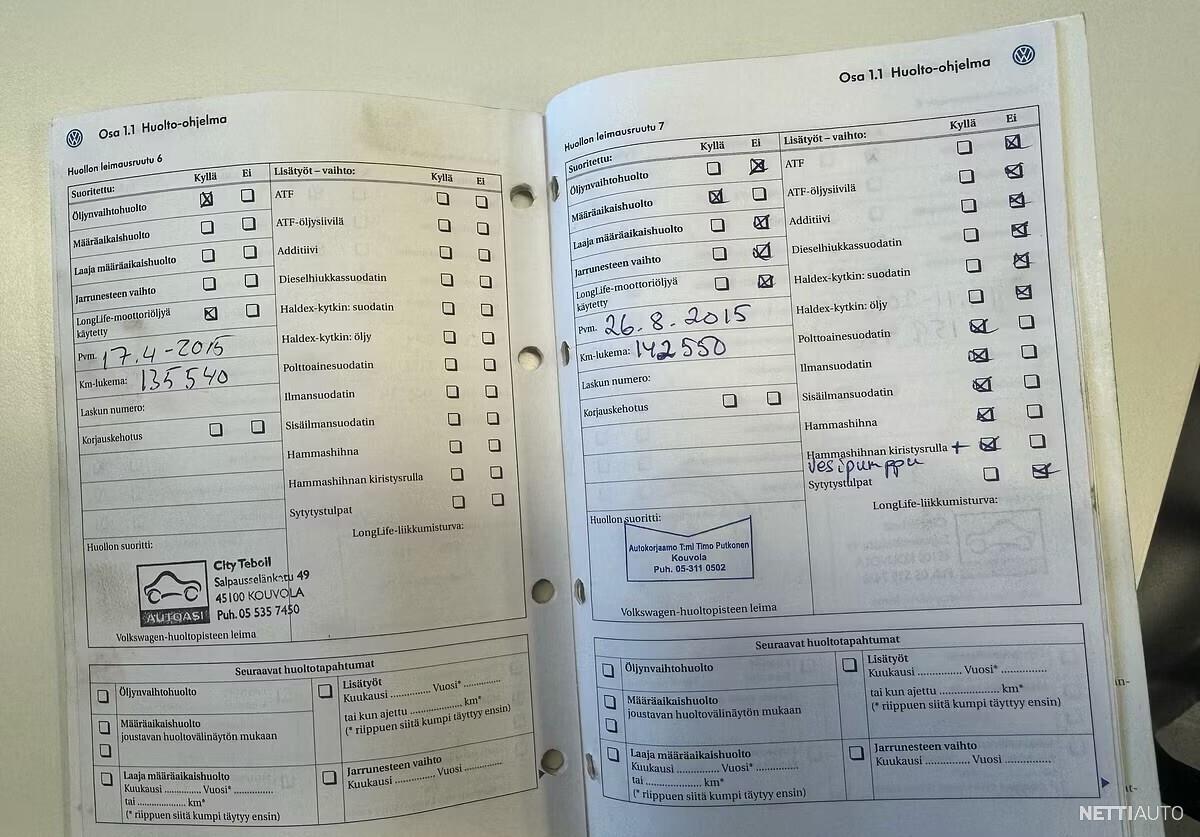 Osa 1.1 Huolto-ohjelma
Huollon leimausruutu 6
Suoritettu: Kyllä Ei
Öljynvaihtohuolto
Määräaikaishuolto
Laaja määräaikaishuolto
Jarrunesteen vaihto
LongLife-moottoriöljyä
käytetty
Pvm. 17.4-2015
Km-lukema: 135540
Laskun numero:
Korjauskehotus
Huollon suoritti:
City Teboil
Salpausselänkatu 49
45100 KOUVOLA
Puh. 05 535 7450
AUTOASI
Volkswagen-huoltopisteen leima
Lisätyöt – vaihto: Kyllä Ei
ATF
ATF-öljysiivilä
Additiivi
Dieselhiukkassuodatin
Haldex-kytkin: suodatin
Haldex-kytkin: öljy
Polttoainesuodatin
Ilmansuodatin
Sisäilmansuodatin
Hammashihna
Hammashihnan kiristysrulla
Sytytystulpat
LongLife-liikkumisturva:
Seuraavat huoltotapahtumat
Öljynvaihtohuolto
Määräaikaishuolto
joustavan huoltovälinäytön mukaan
Laaja määräaikaishuolto
Kuukausi ............. Vuosi* ..............
tai ................. km*
(* riippuen siitä kumpi täyttyy ensin)
Lisätyöt
Kuukausi .............. Vuosi* ..............
tai kun ajettu .................... km*
(* riippuen siitä kumpi täyttyy ensin)
Jarrunesteen vaihto
Kuukausi .............. Vuosi ..............
Osa 1.1 Huolto-ohjelma
Huollon leimausruutu 7
Suoritettu: Kyllä Ei
Öljynvaihtohuolto
Määräaikaishuolto
Laaja määräaikaishuolto
Jarrunesteen vaihto
LongLife-moottoriöljyä
käytetty
Pvm. 26.8.2015
Km-lukema: 142550
Laskun numero:
Korjauskehotus
Huollon suoritti:
Autokorjaamo T:mi Timo Putkonen
Kouvola
Puh. 05-311 0502
Volkswagen-huoltopisteen leima
Lisätyöt – vaihto: Kyllä Ei
ATF
ATF-öljysiivilä
Additiivi
Dieselhiukkassuodatin
Haldex-kytkin: suodatin
Haldex-kytkin: öljy
Polttoainesuodatin
Ilmansuodatin
Sisäilmansuodatin
Hammashihna
Hammashihnan kiristysrulla +
Vesipumppu
Sytytystulpat
LongLife-liikkumisturva:
Seuraavat huoltotapahtumat
Öljynvaihtohuolto
Määräaikaishuolto
joustavan huoltovälinäytön mukaan
Laaja määräaikaishuolto
Kuukausi .............. Vuosi* ..............
tai .................. km*
(* riippuen siitä kumpi täyttyy ensin)
Lisätyöt
Kuukausi .............. Vuosi* ..............
tai kun ajettu .................... km*
(* riippuen siitä kumpi täyttyy ensin)
Jarrunesteen vaihto
Kuukausi .............. Vuosi ..............
NETTIAUTO